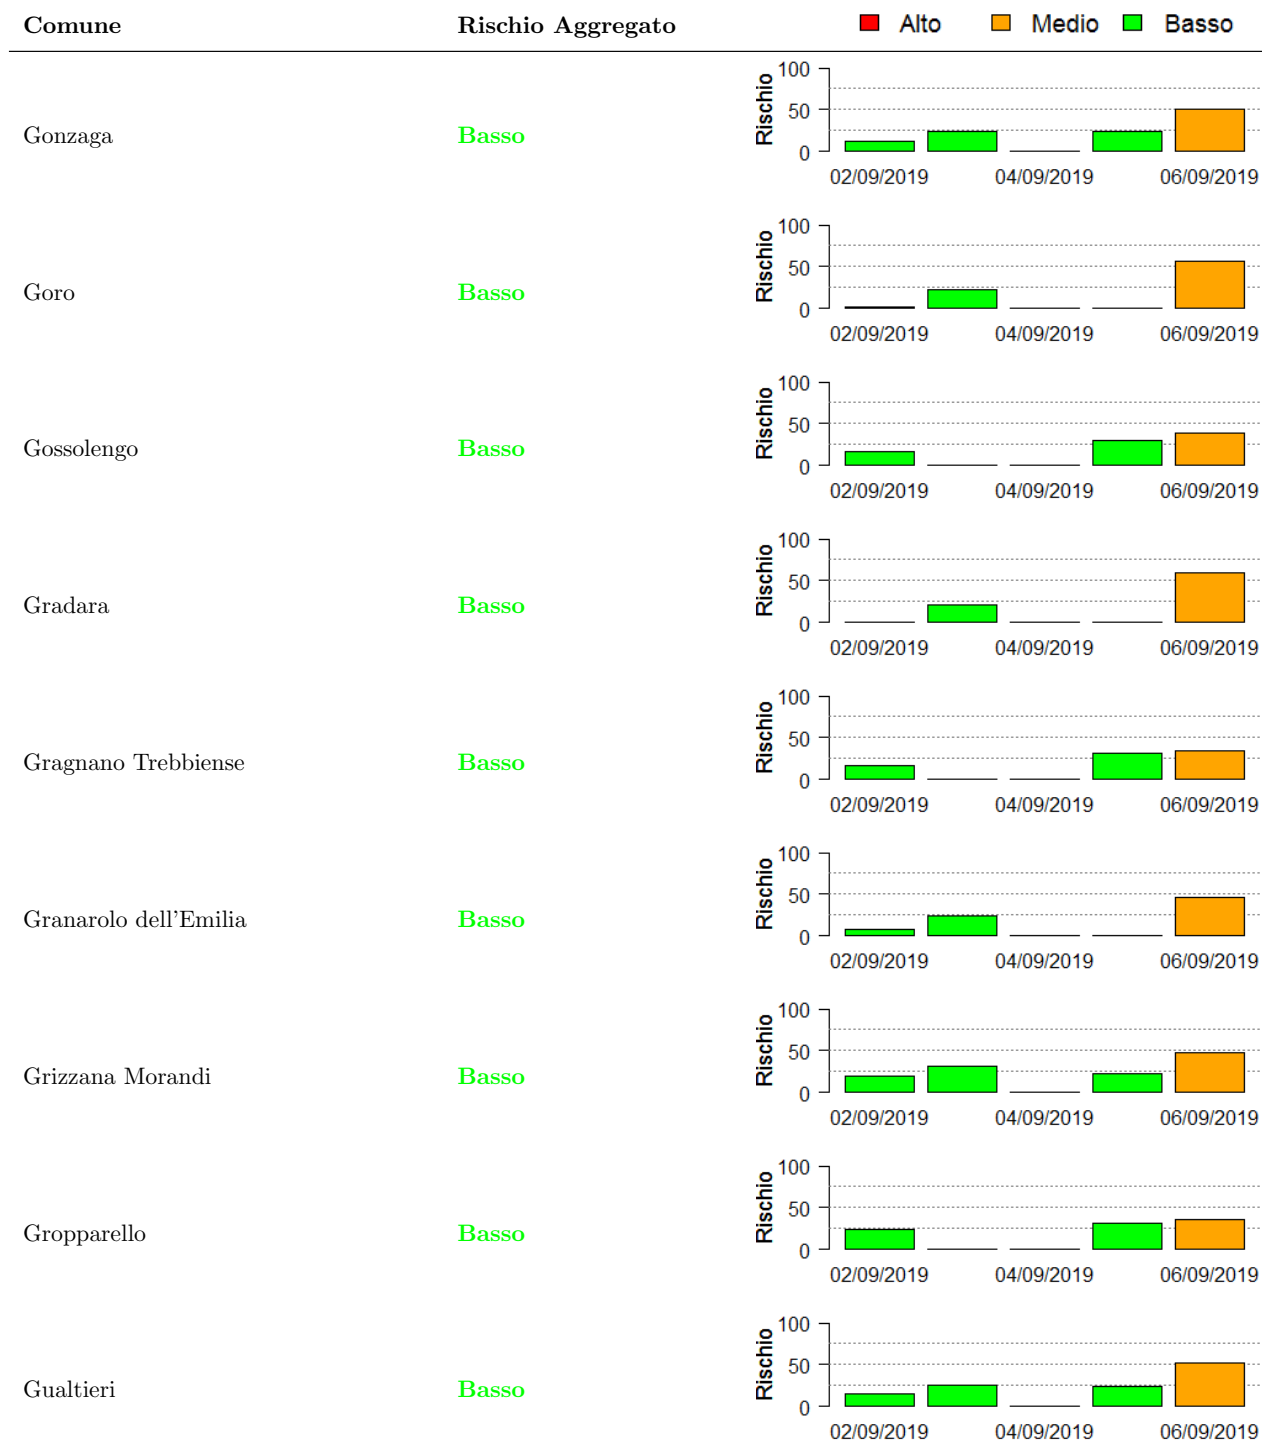 Comune Rischio Aggregato Alto Medio Basso
Gonzaga Basso Rischio 100 50 0
02/09/2019 04/09/2019 06/09/2019
Goro Basso Rischio 100 50 0
02/09/2019 04/09/2019 06/09/2019
Gossolengo Basso Rischio 100 50 0
02/09/2019 04/09/2019 06/09/2019
Gradara Basso Rischio 100 50 0
02/09/2019 04/09/2019 06/09/2019
Gragnano Trebbiense Basso Rischio 100 50 0
02/09/2019 04/09/2019 06/09/2019
Granarolo dell'Emilia Basso Rischio 100 50 0
02/09/2019 04/09/2019 06/09/2019
Grizzana Morandi Basso Rischio 100 50 0
02/09/2019 04/09/2019 06/09/2019
Gropparello Basso Rischio 100 50 0
02/09/2019 04/09/2019 06/09/2019
Gualtieri Basso Rischio 100 50 0
02/09/2019 04/09/2019 06/09/2019